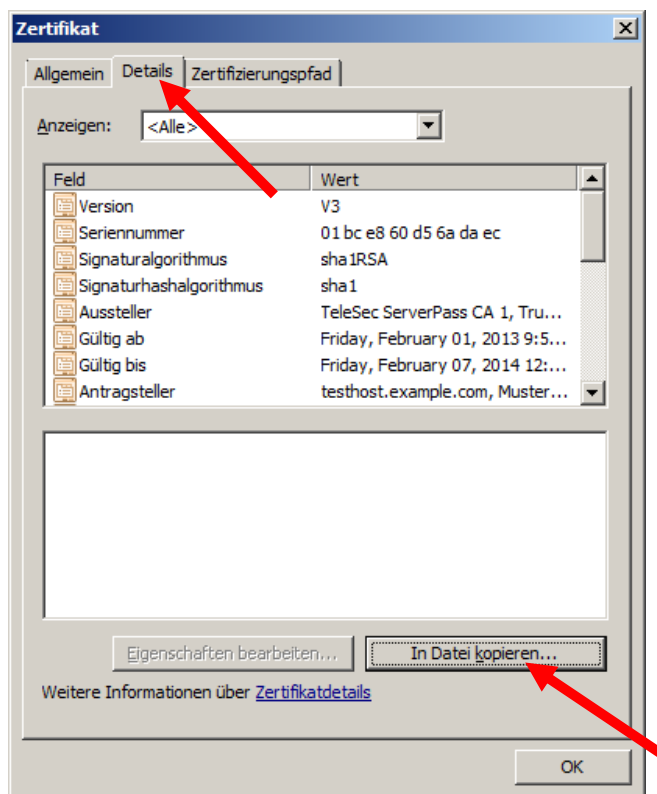 Zertifikat
Allgemein Details Zertifizierungspfad
Anzeigen: <Alle>
Feld Wert
Version V3
Seriennummer 01 bc e8 60 d5 6a da ec
Signaturalgorithmus sha1RSA
Signaturhashalgorithmus sha1
Aussteller TeleSec ServerPass CA 1, Tru...
Gültig ab Friday, February 01, 2013 9:5...
Gültig bis Friday, February 07, 2014 12:...
Antragsteller testhost.example.com, Muster...
Eigenschaften bearbeiten... In Datei kopieren...
Weitere Informationen über Zertifikatdetails
OK